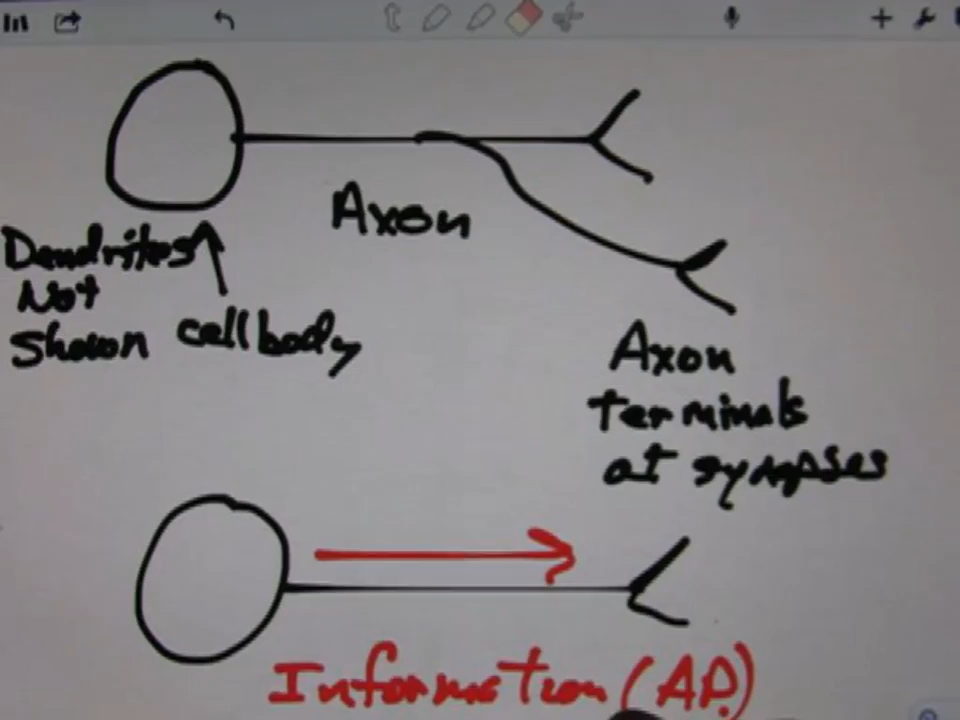 Axon
Dendrites
Not
shown
cell body
Axon
terminals
at synapses
Information (AP.)